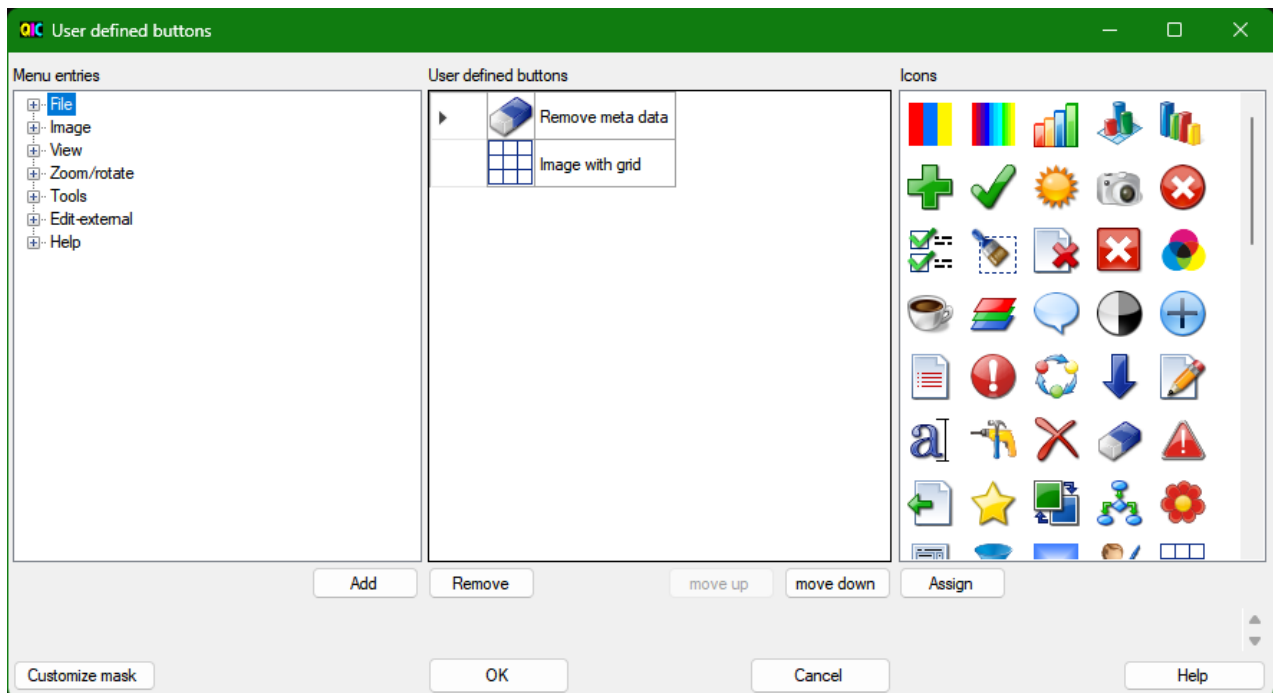 QIC User defined buttons
Menu entries
User defined buttons
Icons
File
Image
View
Zoom/rotate
Tools
Edit-external
Help
Remove meta data
Image with grid
a
Add
Remove
move up
move down
Assign
Customize mask
OK
Cancel
Help